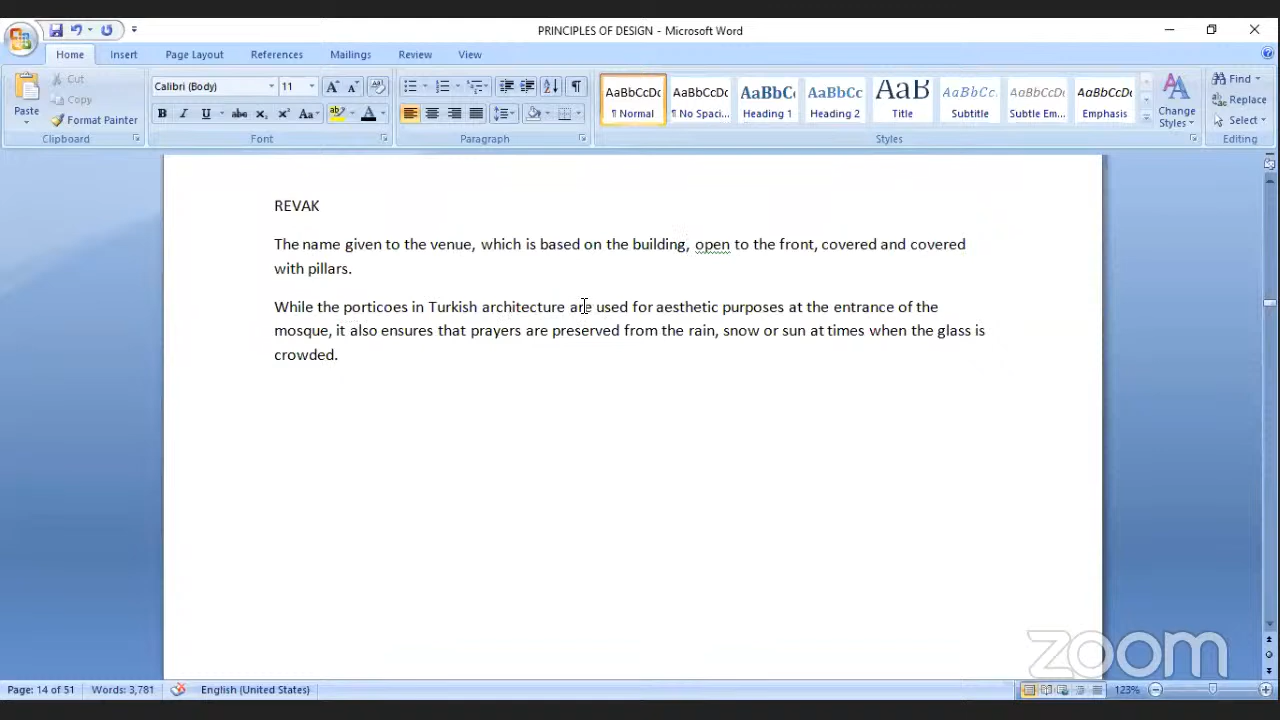 PRINCIPLES OF DESIGN - Microsoft Word
Home Insert Page Layout References Mailings Review View
Paste
Cut
Copy
Format Painter
Clipboard
Calibri (Body) 11
B I U abc x₂ x² Aa
Font
Paragraph
AaBbCcDc AaBbCcDc AaBbC AaBbCc AaB AaBbCc. AaBbCc. AaBbCc.
¶ Normal ¶ No Spaci... Heading 1 Heading 2 Title Subtitle Subtle Em... Emphasis
Change Styles
Styles
Find
Replace
Select
Editing
REVAK
The name given to the venue, which is based on the building, open to the front, covered and covered
with pillars.
While the porticoes in Turkish architecture are used for aesthetic purposes at the entrance of the
mosque, it also ensures that prayers are preserved from the rain, snow or sun at times when the glass is
crowded.
zoom
Page: 14 of 51 Words: 3,781 English (United States) 123%